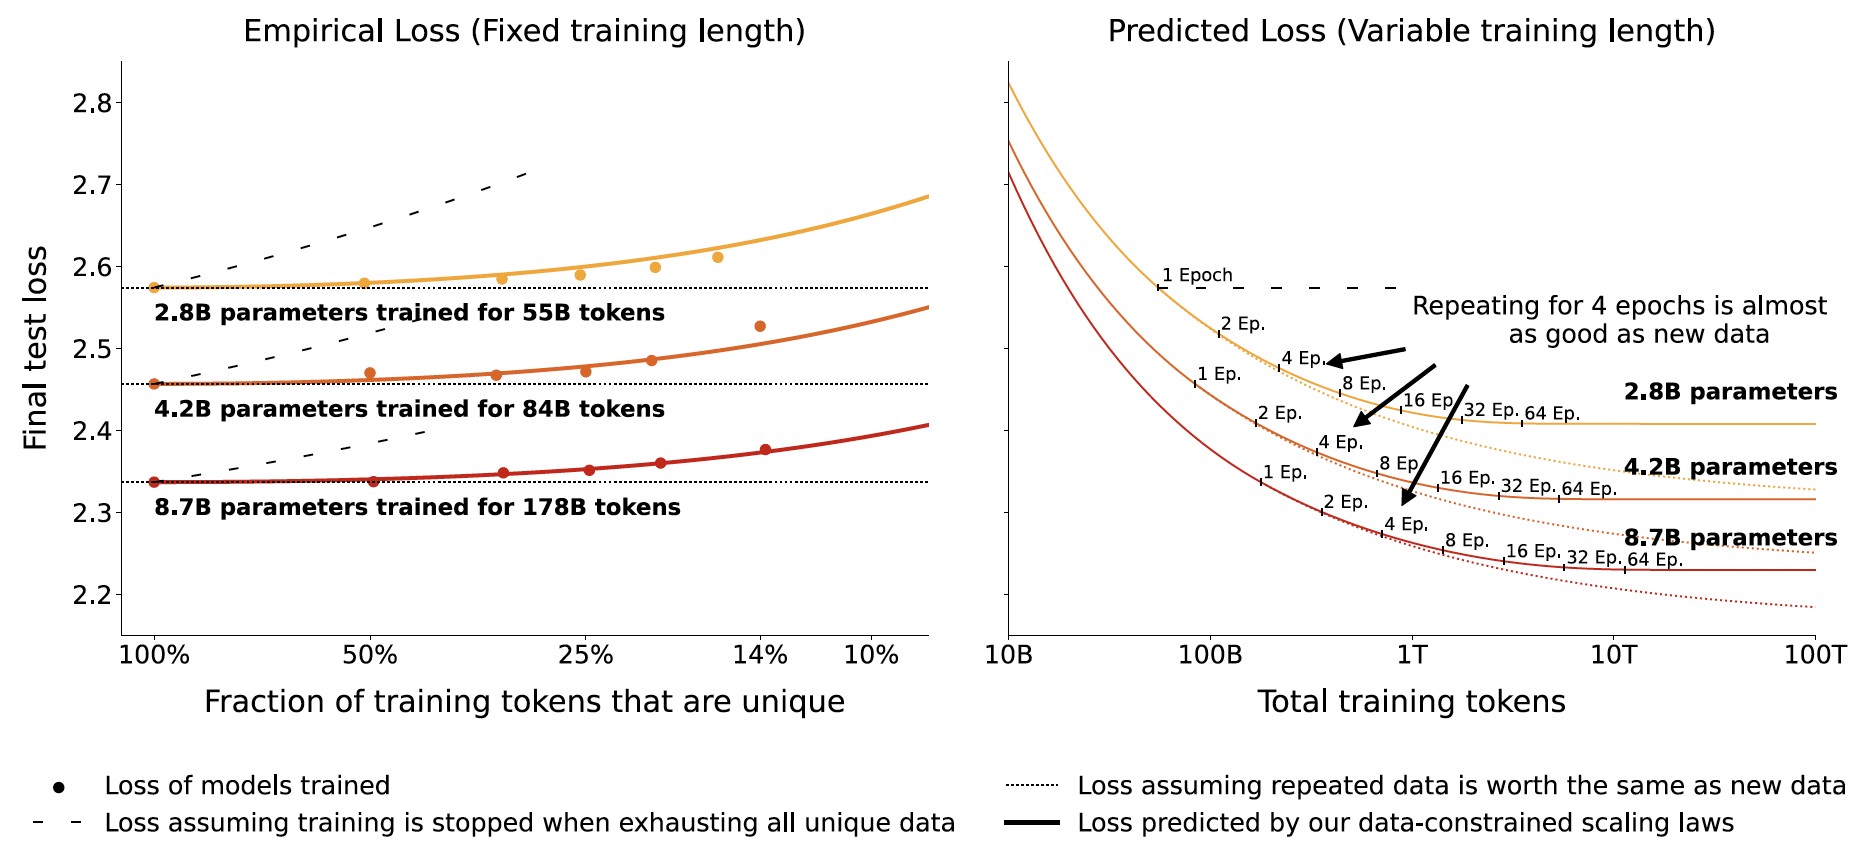 Empirical Loss (Fixed training length)
Final test loss
2.8
2.7
2.6
2.5
2.4
2.3
2.2
2.8B parameters trained for 55B tokens
4.2B parameters trained for 84B tokens
8.7B parameters trained for 178B tokens
100%
50%
25%
14%
10%
Fraction of training tokens that are unique
Predicted Loss (Variable training length)
1 Epoch
2 Ep.
4 Ep.
8 Ep.
16 Ep.
32 Ep.
64 Ep.
Repeating for 4 epochs is almost
as good as new data
2.8B parameters
1 Ep.
2 Ep.
4 Ep.
8 Ep.
16 Ep.
32 Ep.
64 Ep.
4.2B parameters
1 Ep.
2 Ep.
4 Ep.
8 Ep.
16 Ep.
32 Ep.
64 Ep.
8.7B parameters
10B
100B
1T
10T
100T
Total training tokens
Loss of models trained
Loss assuming training is stopped when exhausting all unique data
Loss assuming repeated data is worth the same as new data
Loss predicted by our data-constrained scaling laws